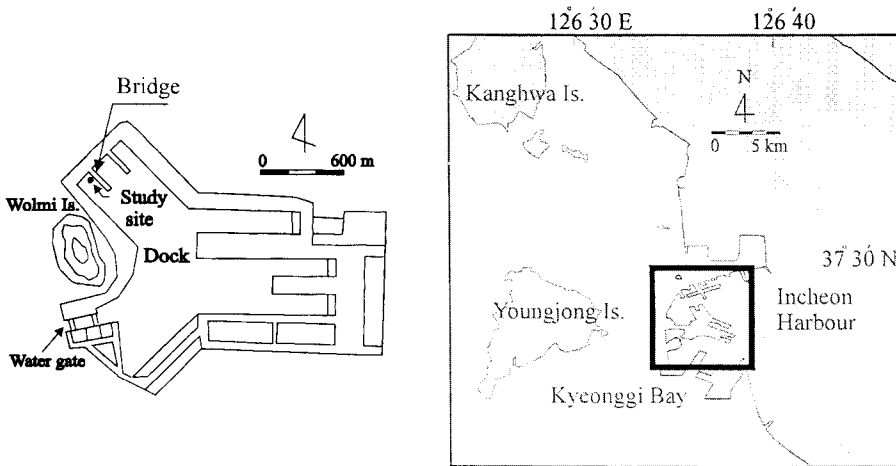 Bridge
0 600 m
Wolmi Is.
Study
site
Dock
Water gate
126° 30' E
126° 40'
Kanghwa Is.
N
0 5 km
37° 30' N
Youngjong Is.
Incheon
Harbour
Kyeonggi Bay